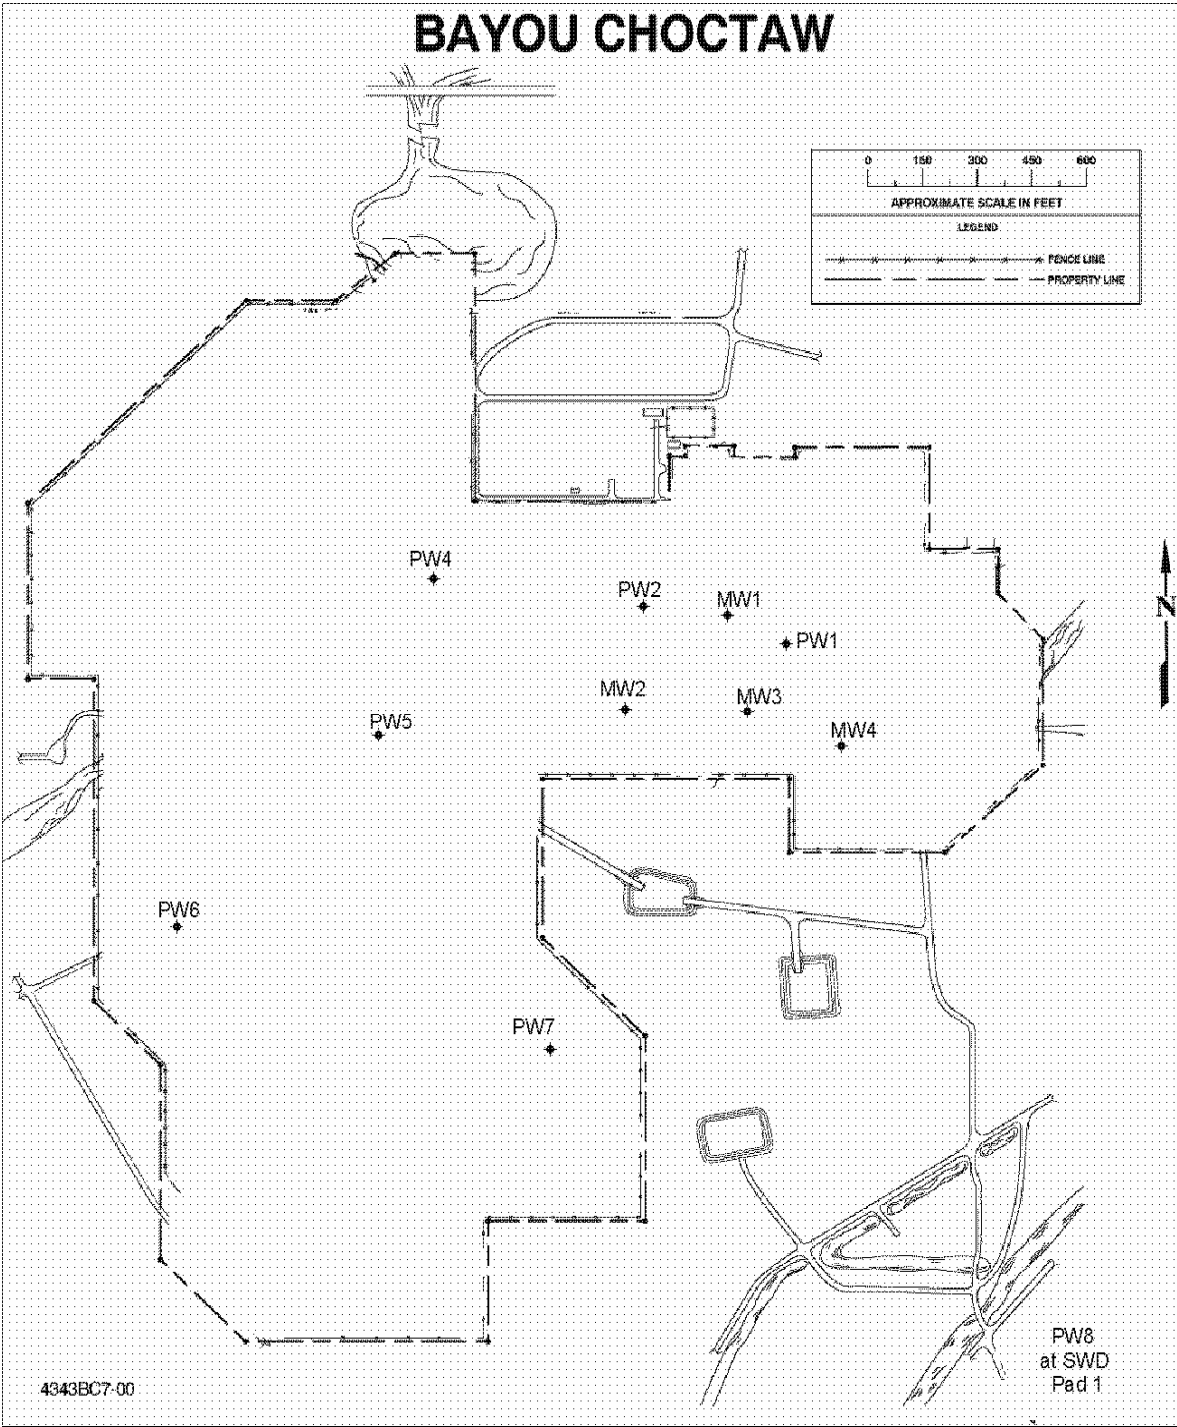 BAYOU CHOCTAW
0 150 300 450 600
APPROXIMATE SCALE IN FEET
LEGEND
FENCE LINE
PROPERTY LINE
PW4
PW2
MW1
N
PW1
MW2
MW3
PW5
MW4
PW6
PW7
PW8
at SWD
Pad 1
4343BC7-00